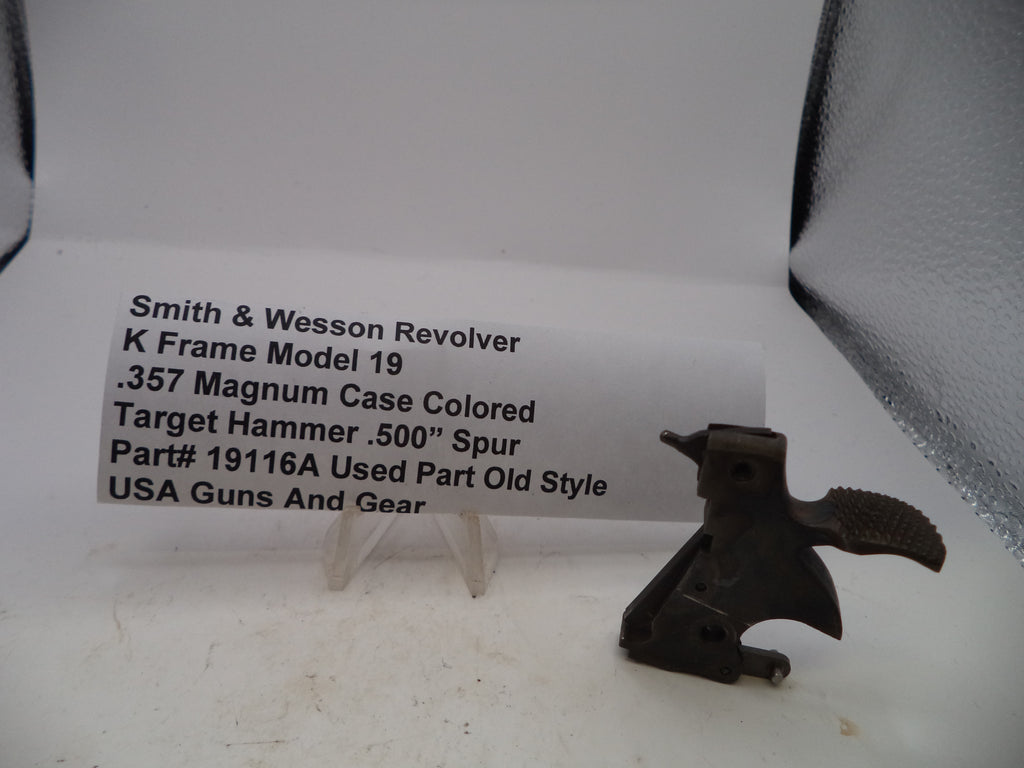 Smith & Wesson Revolver
K Frame Model 19
.357 Magnum Case Colored
Target Hammer .500” Spur
Part# 19116A Used Part Old Style
USA Guns And Gear